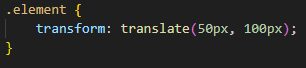 .element {
    transform: translate(50px, 100px);
}